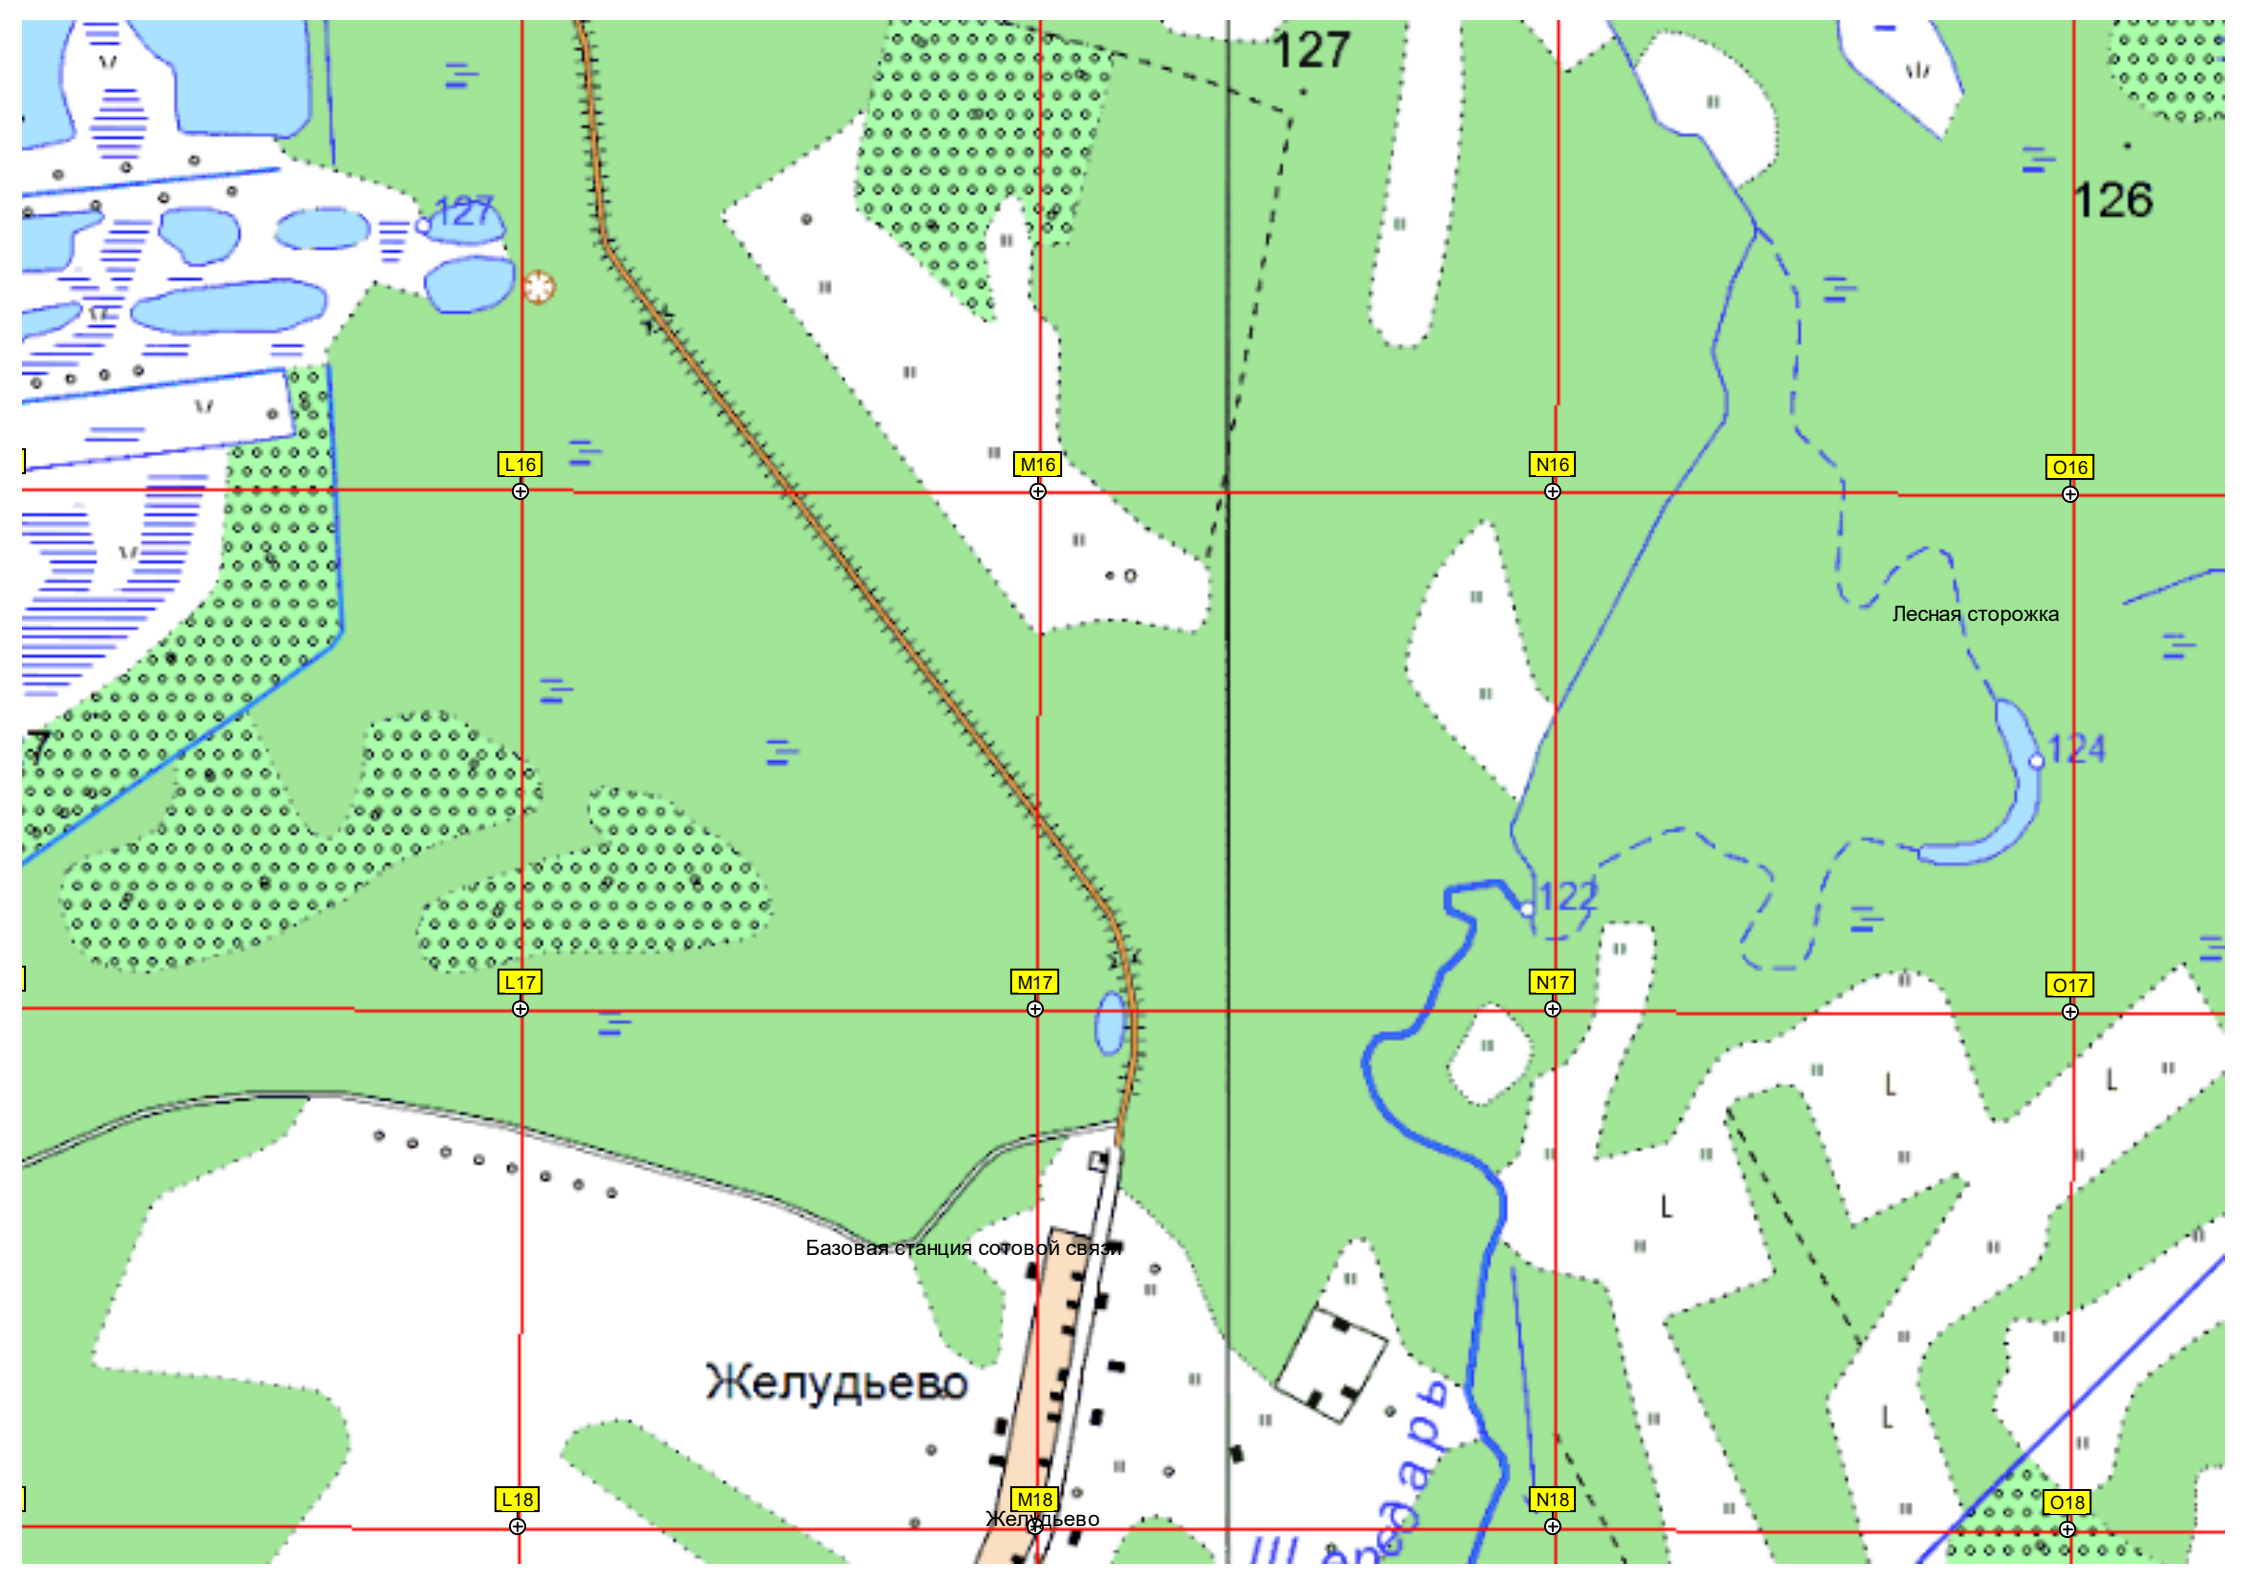 127
127
126
L16
M16
N16
O16
Лесная сторожка
7
124
122
L17
M17
N17
O17
Базовая станция сотовой связи
Желудьево
L18
M18
N18
O18
Желудьево